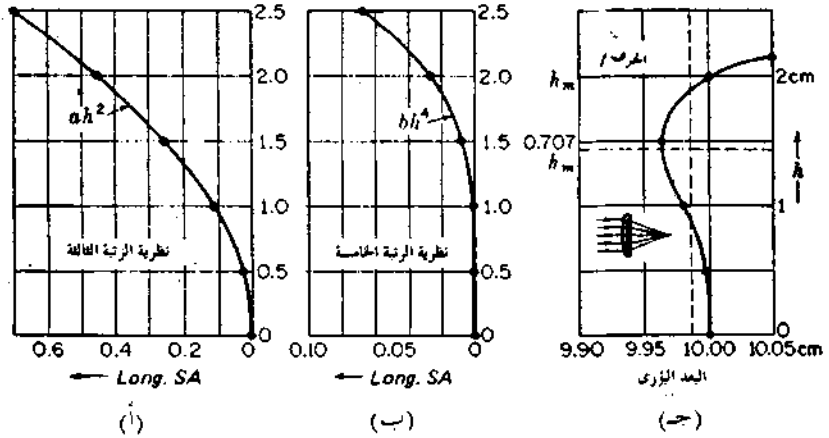 2.5
2.0
1.5
1.0
0.5
0
ah²
نظرية الرتبة الثالثة
0.6 0.4 0.2 0
← Long. SA
(أ)
2.5
2.0
1.5
1.0
0.5
0
bh⁴
نظرية الرتبة الخامسة
0.10 0.05 0
← Long. SA
(ب)
hm
0.707
hm
2cm
h
1
0
9.90 9.95 10.00 10.05cm
البعد البؤرى
(جـ)